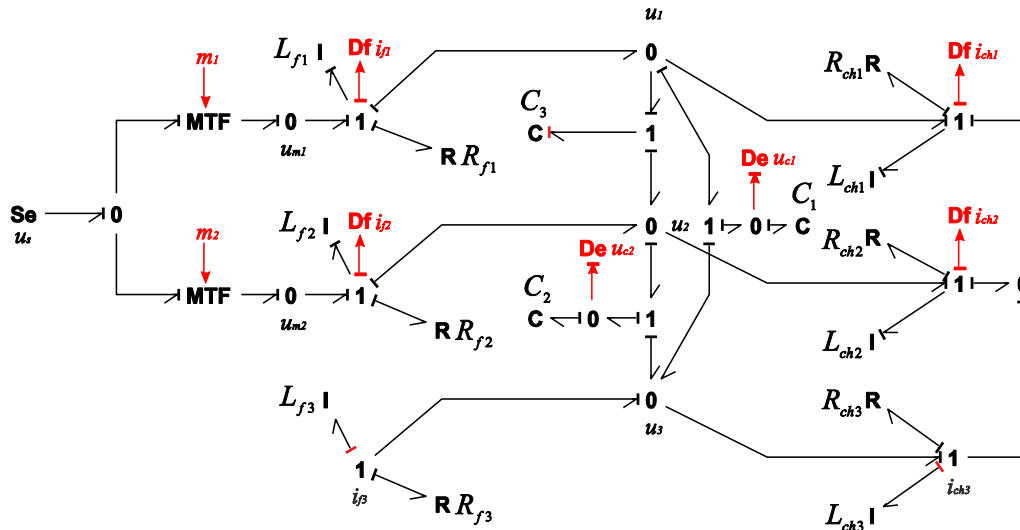 u1
Lf1 I Df if1 0 Rch1 R Df ich1
m1
C3
MTF 0 1 C 1 1
um1 R Rf1 De uc1 Lch1 I
C1
Se 0 Lf2 I Df if2 0 u2 1 0 C Df ich2
us m2 De uc2 Rch2 R
C2
MTF 0 1 1
um2 C 0 1
R Rf2 Lch2 I
Lf3 I 0 Rch3 R
u3
1 1
if3 R Rf3 ich3
Lch3 I